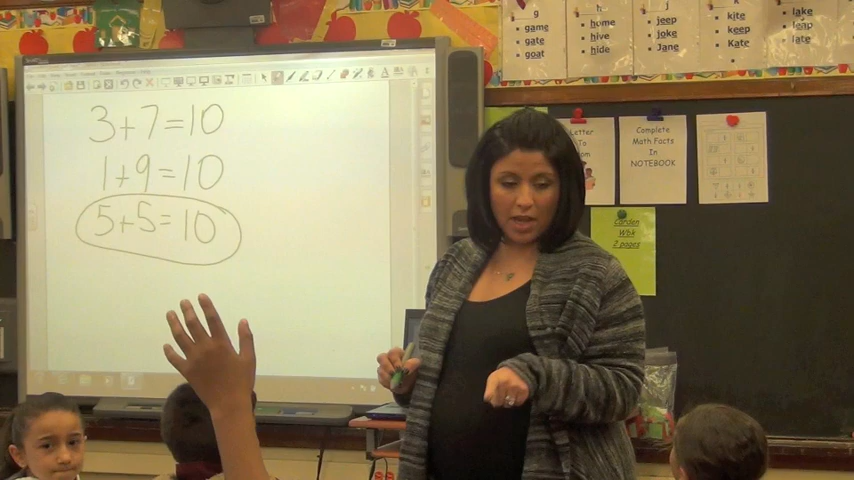 3+7=10
1+9=10
5+5=10
g
game
gate
goat
home
hive
hide
j
jeep
joke
Jane
k
kite
keep
Kate
lake
leap
late
Letter
To
Complete
Math Facts
In
NOTEBOOK
Garden
Wbk
2 pages